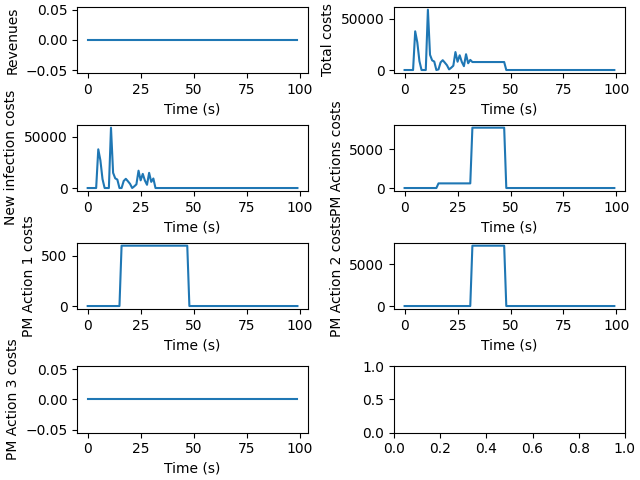 Revenues
0.05
0.00
−0.05
0 25 50 75 100
Time (s)
Total costs
50000
0
0 25 50 75 100
Time (s)
New infection costs
50000
0
0 25 50 75 100
Time (s)
PM Actions costs
5000
0
0 25 50 75 100
Time (s)
PM Action 1 costs
500
0
0 25 50 75 100
Time (s)
PM Action 2 costs
5000
0
0 25 50 75 100
Time (s)
PM Action 3 costs
0.05
0.00
−0.05
0 25 50 75 100
Time (s)
1.0
0.5
0.0
0.0 0.2 0.4 0.6 0.8 1.0